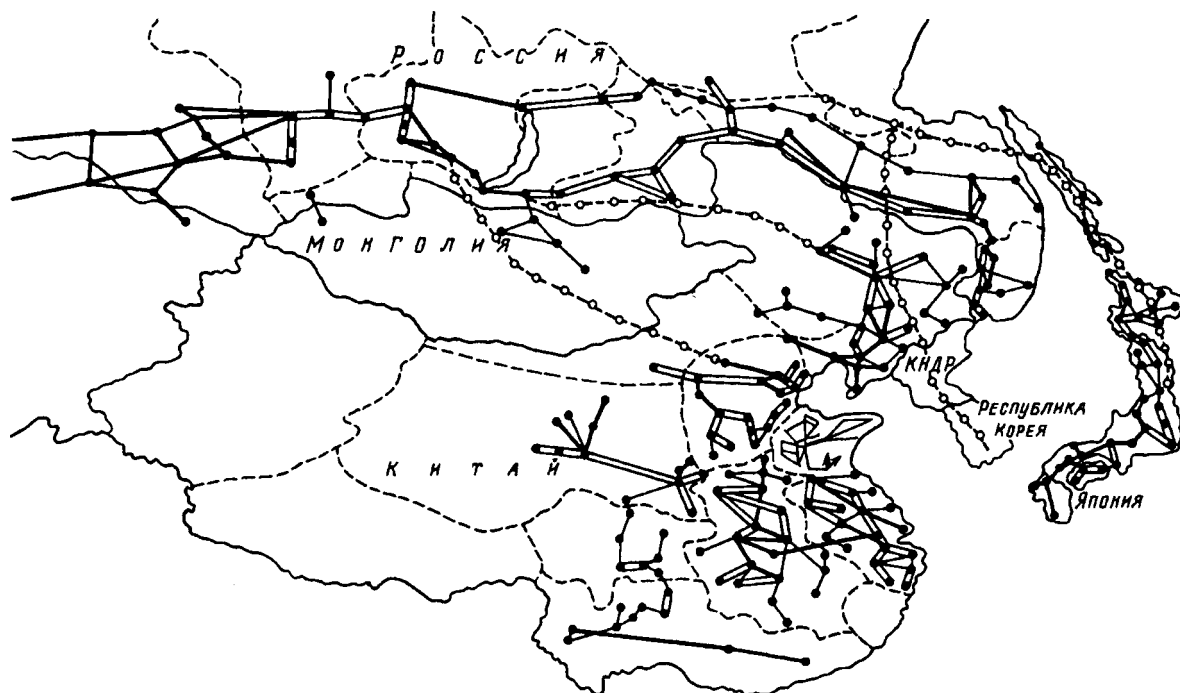 РОССИЯ
МОНГОЛИЯ
КНДР
РЕСПУБЛИКА
КОРЕЯ
КИТАЙ
ЯПОНИЯ